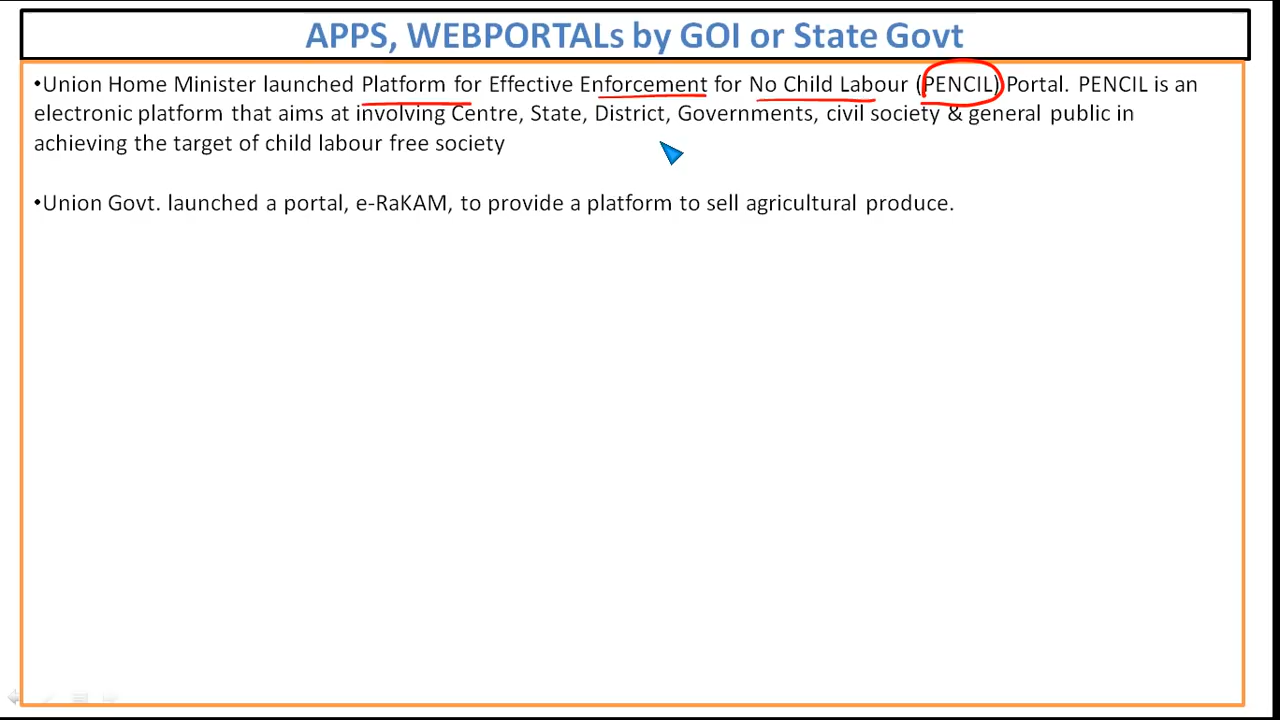 APPS, WEBPORTALs by GOI or State Govt
•Union Home Minister launched Platform for Effective Enforcement for No Child Labour (PENCIL) Portal. PENCIL is an
electronic platform that aims at involving Centre, State, District, Governments, civil society & general public in
achieving the target of child labour free society
•Union Govt. launched a portal, e-RaKAM, to provide a platform to sell agricultural produce.